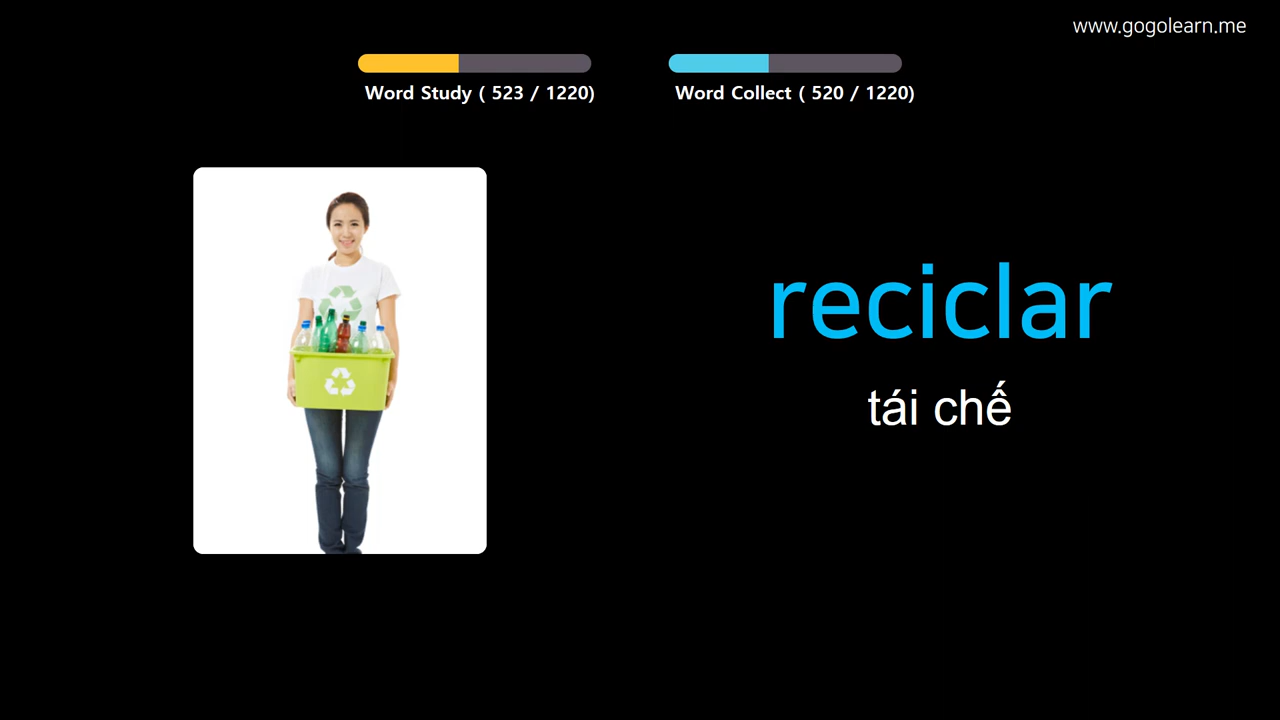 www.gogolearn.me
Word Study ( 523 / 1220)
Word Collect ( 520 / 1220)
reciclar
tái chế